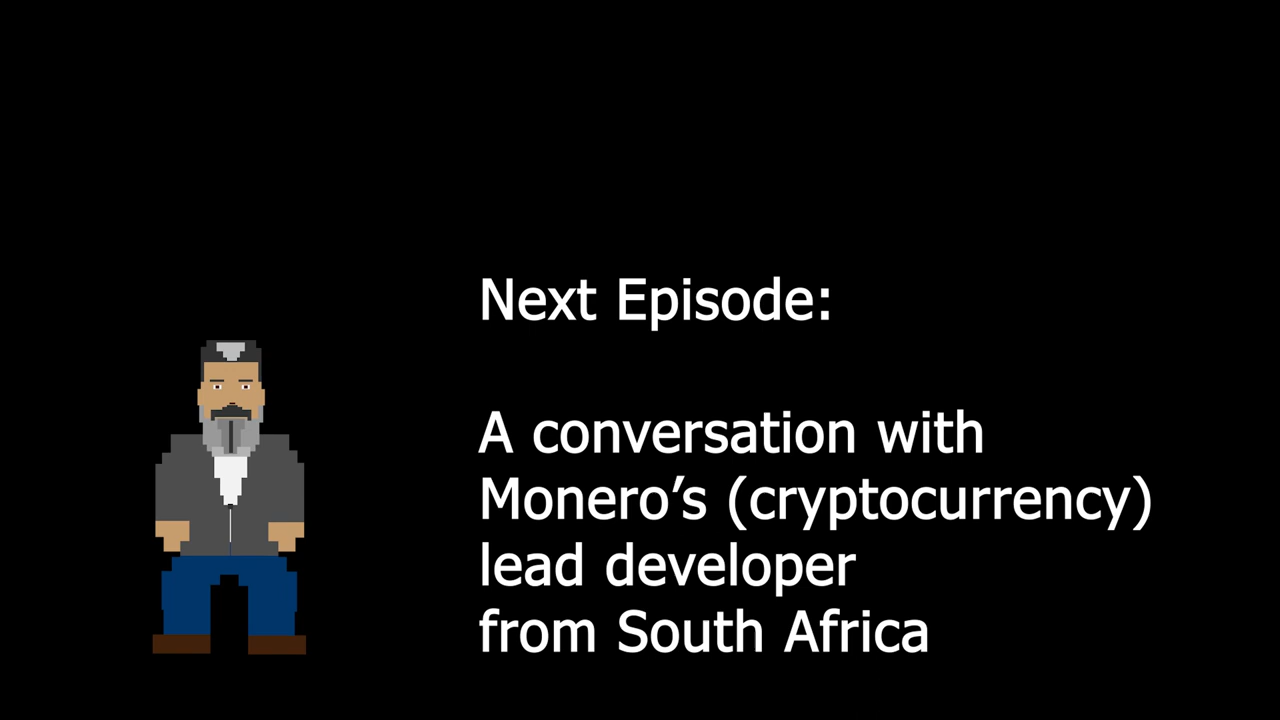 Next Episode:
A conversation with
Monero’s (cryptocurrency)
lead developer
from South Africa